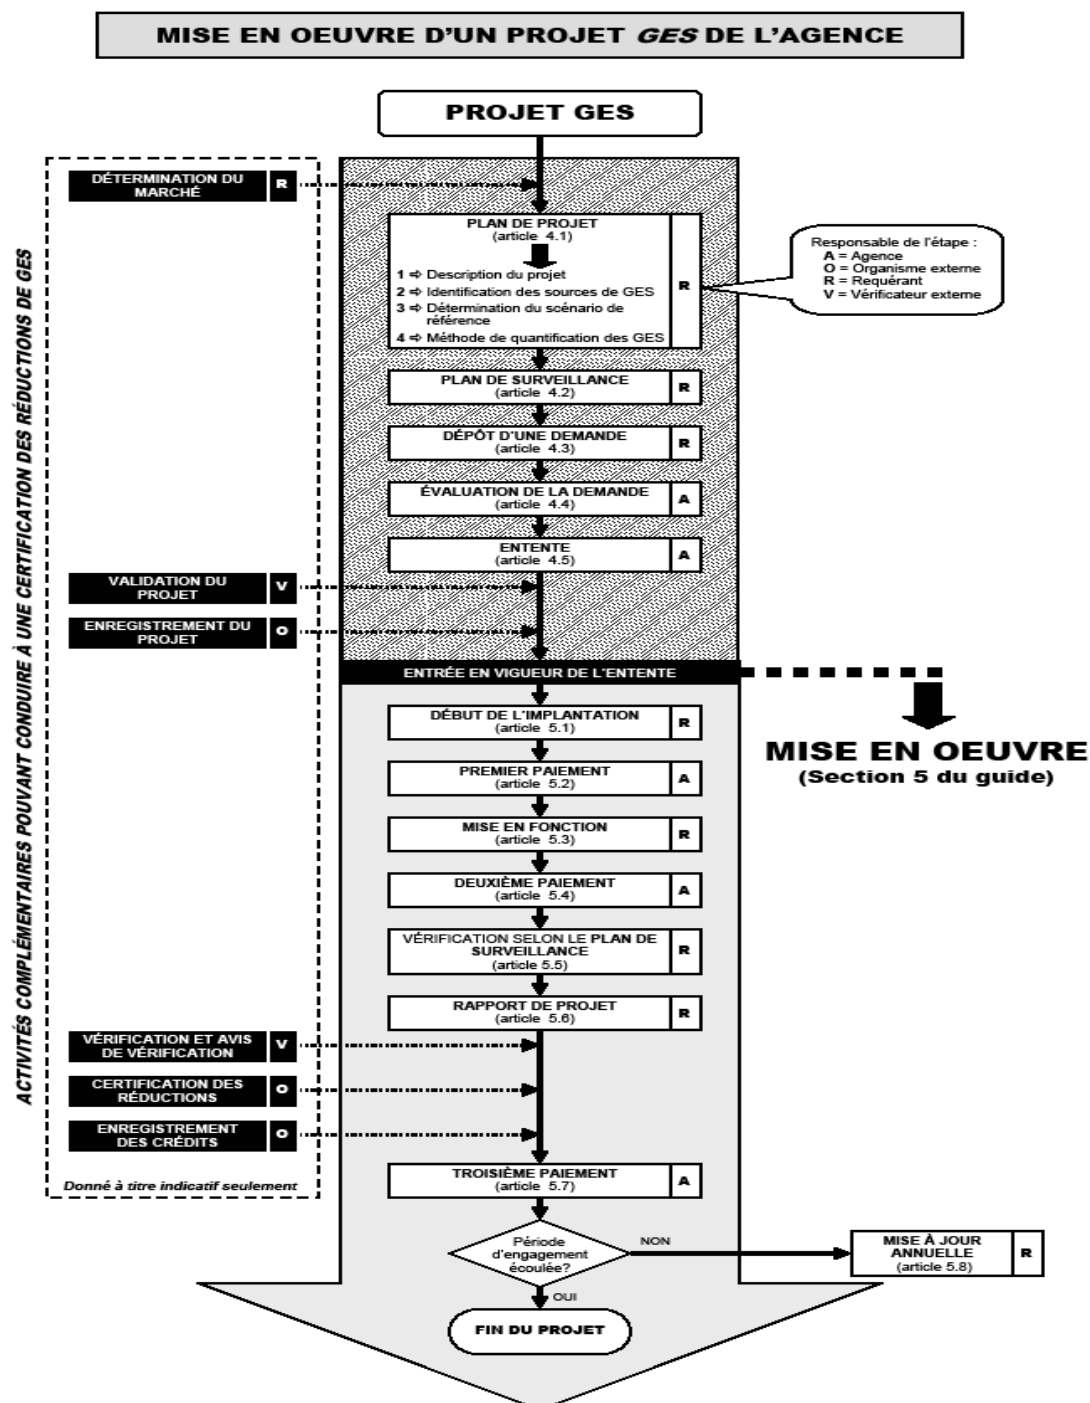 MISE EN OEUVRE D'UN PROJET GES DE L'AGENCE
PROJET GES
ACTIVITÉS COMPLÉMENTAIRES POUVANT CONDUIRE À UNE CERTIFICATION DES RÉDUCTIONS DE GES
DÉTERMINATION DU
MARCHÉ
R
PLAN DE PROJET
(article 4.1)
1 ⇨ Description du projet
2 ⇨ Identification des sources de GES
3 ⇨ Détermination du scénario de
référence
4 ⇨ Méthode de quantification des GES
R
Responsable de l'étape :
A = Agence
O = Organisme externe
R = Requérant
V = Vérificateur externe
PLAN DE SURVEILLANCE
(article 4.2)
R
DÉPÔT D'UNE DEMANDE
(article 4.3)
R
ÉVALUATION DE LA DEMANDE
(article 4.4)
A
ENTENTE
(article 4.5)
A
VALIDATION DU
PROJET
V
ENREGISTREMENT DU
PROJET
O
ENTRÉE EN VIGUEUR DE L'ENTENTE
MISE EN OEUVRE
(Section 5 du guide)
DÉBUT DE L'IMPLANTATION
(article 5.1)
R
PREMIER PAIEMENT
(article 5.2)
A
MISE EN FONCTION
(article 5.3)
R
DEUXIÈME PAIEMENT
(article 5.4)
A
VÉRIFICATION SELON LE PLAN DE
SURVEILLANCE
(article 5.5)
R
RAPPORT DE PROJET
(article 5.6)
R
VÉRIFICATION ET AVIS
DE VÉRIFICATION
V
CERTIFICATION DES
RÉDUCTIONS
O
ENREGISTREMENT
DES CRÉDITS
O
Donné à titre indicatif seulement
TROISIÈME PAIEMENT
(article 5.7)
A
Période
d'engagement
écoulée?
NON
MISE À JOUR
ANNUELLE
(article 5.8)
R
OUI
FIN DU PROJET